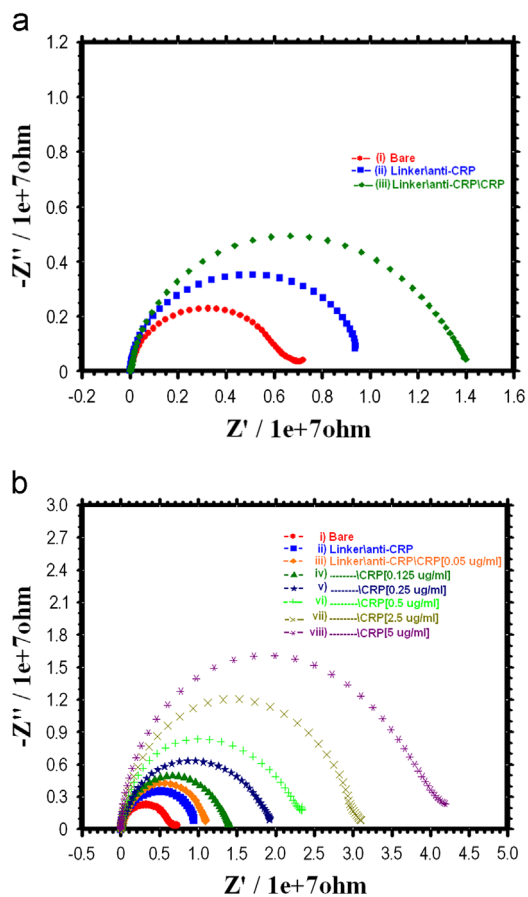 a
1.2
1.0
0.8
0.6
0.4
0.2
0
-Z'' / 1e+7ohm
(i) Bare
(ii) Linker\anti-CRP
(iii) Linker\anti-CRP\CRP
-0.2 0 0.2 0.4 0.6 0.8 1.0 1.2 1.4 1.6
Z' / 1e+7ohm
b
3.0
2.7
2.4
2.1
1.8
1.5
1.2
0.9
0.6
0.3
0
-Z'' / 1e+7ohm
i) Bare
ii) Linker\anti-CRP
iii) Linker\anti-CRP\CRP[0.05 ug/ml]
iv) --------\CRP[0.125 ug/ml]
v) --------\CRP[0.25 ug/ml]
vi) --------\CRP[0.5 ug/ml]
vii) --------\CRP[2.5 ug/ml]
viii) --------\CRP[5 ug/ml]
-0.5 0 0.5 1.0 1.5 2.0 2.5 3.0 3.5 4.0 4.5 5.0
Z' / 1e+7ohm